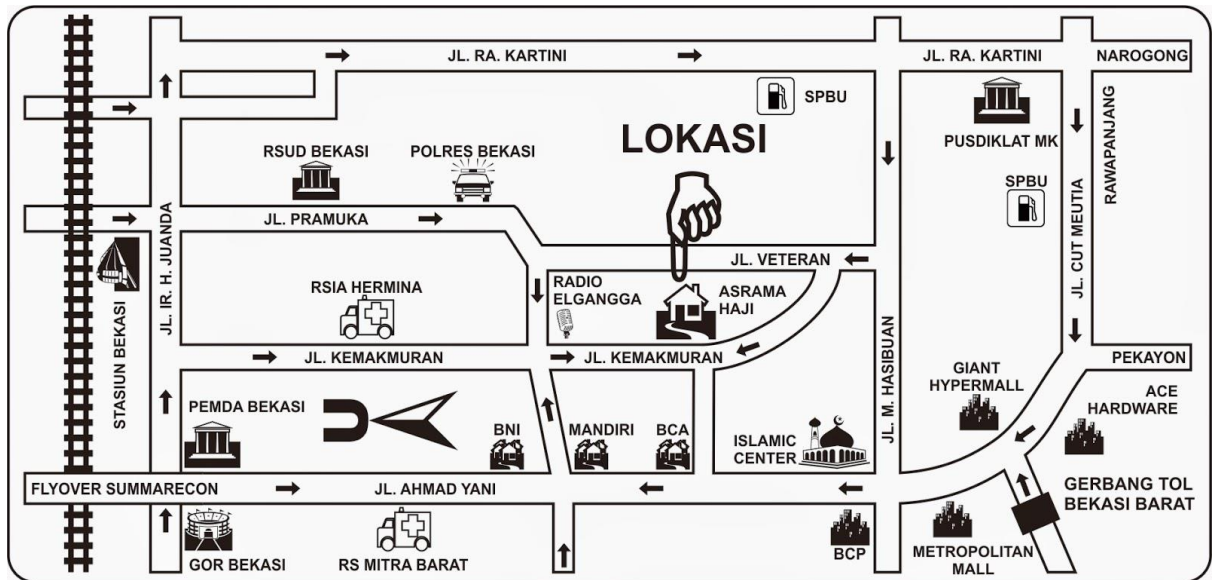 JL. RA. KARTINI
JL. RA. KARTINI
NAROGONG
SPBU
LOKASI
PUSDIKLAT MK
RAWAPANJANG
RSUD BEKASI
POLRES BEKASI
SPBU
JL. PRAMUKA
JL. IR. H. JUANDA
JL. CUT MEUTIA
JL. VETERAN
STASIUN BEKASI
RSIA HERMINA
RADIO
ELGANGGA
ASRAMA
HAJI
JL. KEMAKMURAN
JL. KEMAKMURAN
JL. M. HASIBUAN
PEKAYON
GIANT
HYPERMALL
ACE
HARDWARE
PEMDA BEKASI
U
BNI
MANDIRI
BCA
ISLAMIC
CENTER
FLYOVER SUMMARECON
JL. AHMAD YANI
GERBANG TOL
BEKASI BARAT
GOR BEKASI
RS MITRA BARAT
BCP
METROPOLITAN
MALL